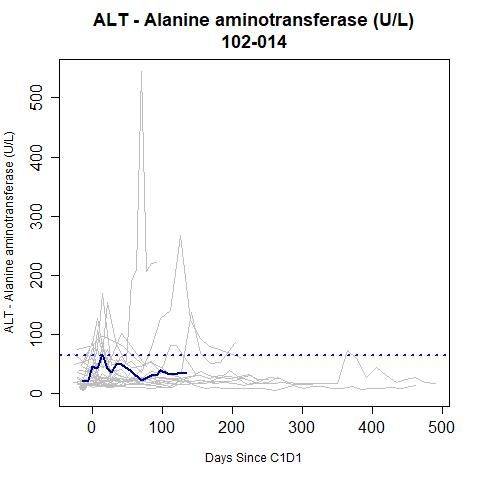 ALT - Alanine aminotransferase (U/L)
102-014
ALT - Alanine aminotransferase (U/L)
500
400
300
200
100
0
0 100 200 300 400 500
Days Since C1D1